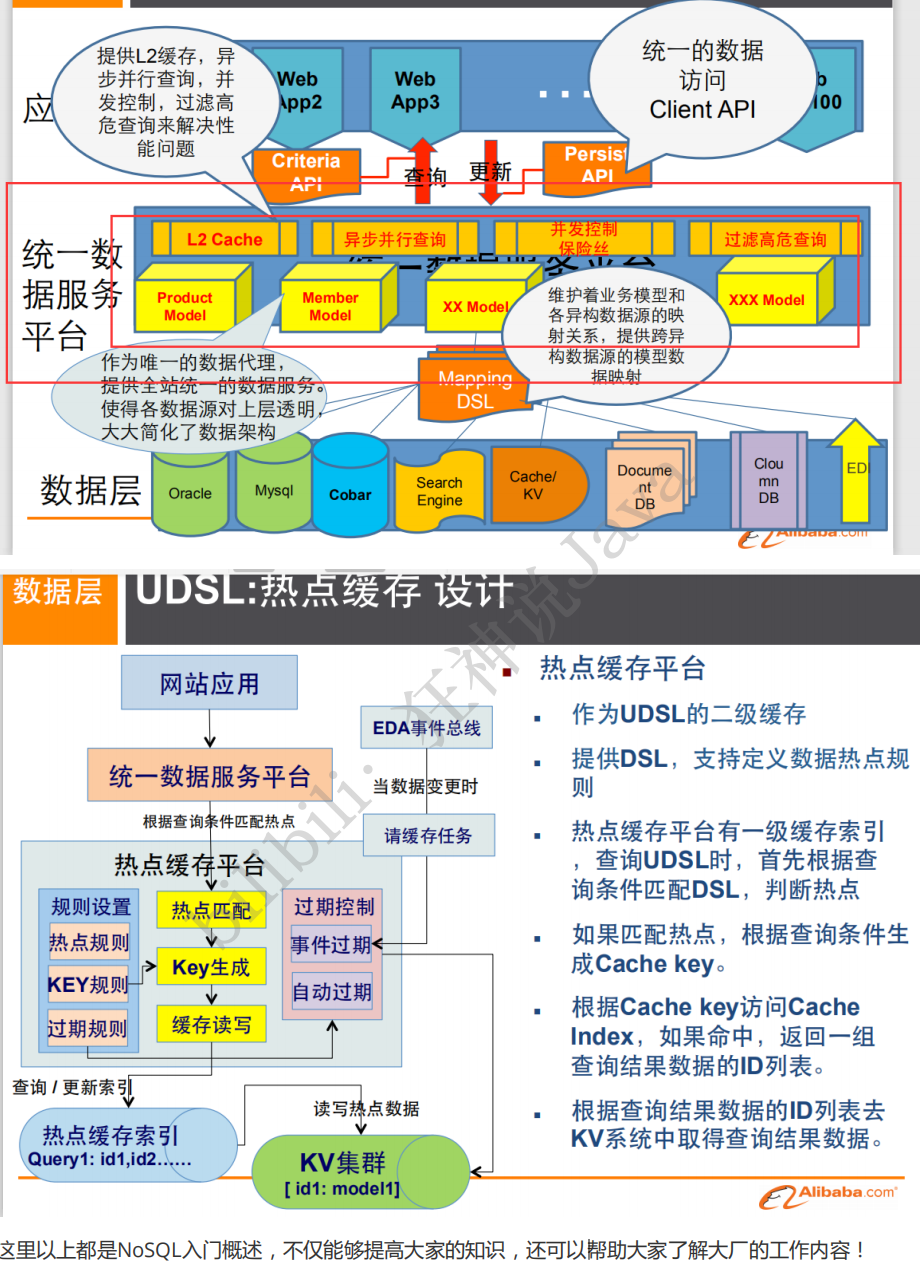 提供L2缓存，异
步并行查询，并
发控制，过滤高
危查询来解决性
能问题
统一的数据
访问
Client API
应
Web
App2
Web
App3
...
b
100
Criteria
API
查询
更新
Persist
API
统一数
据服务
平台
L2 Cache
异步并行查询
并发控制
保险丝
过滤高危查询
Product
Model
Member
Model
XX Model
XXX Model
维护着业务模型和
各异构数据源的映
射关系，提供跨异
构数据源的模型数
据映射
作为唯一的数据代理，
提供全站统一的数据服务。
使得各数据源对上层透明，
大大简化了数据架构
Mapping
DSL
数据层
Oracle
Mysql
Cobar
Search
Engine
Cache/
KV
Docume
nt
DB
Clou
mn
DB
EDI
Alibaba.com
数据层
UDSL:热点缓存 设计
网站应用
统一数据服务平台
EDA事件总线
当数据变更时
请缓存任务
根据查询条件匹配热点
热点缓存平台
规则设置
热点规则
KEY规则
过期规则
热点匹配
Key生成
缓存读写
过期控制
事件过期
自动过期
查询 / 更新索引
读写热点数据
热点缓存索引
Query1: id1,id2……
KV集群
[ id1: model1]
热点缓存平台
作为UDSL的二级缓存
提供DSL，支持定义数据热点规
则
热点缓存平台有一级缓存索引
，查询UDSL时，首先根据查
询条件匹配DSL，判断热点
如果匹配热点，根据查询条件生
成Cache key。
根据Cache key访问Cache
Index，如果命中，返回一组
查询结果数据的ID列表。
根据查询结果数据的ID列表去
KV系统中取得查询结果数据。
Alibaba.com
bilibili：狂神说Java
这里以上都是NoSQL入门概述，不仅能够提高大家的知识，还可以帮助大家了解大厂的工作内容！